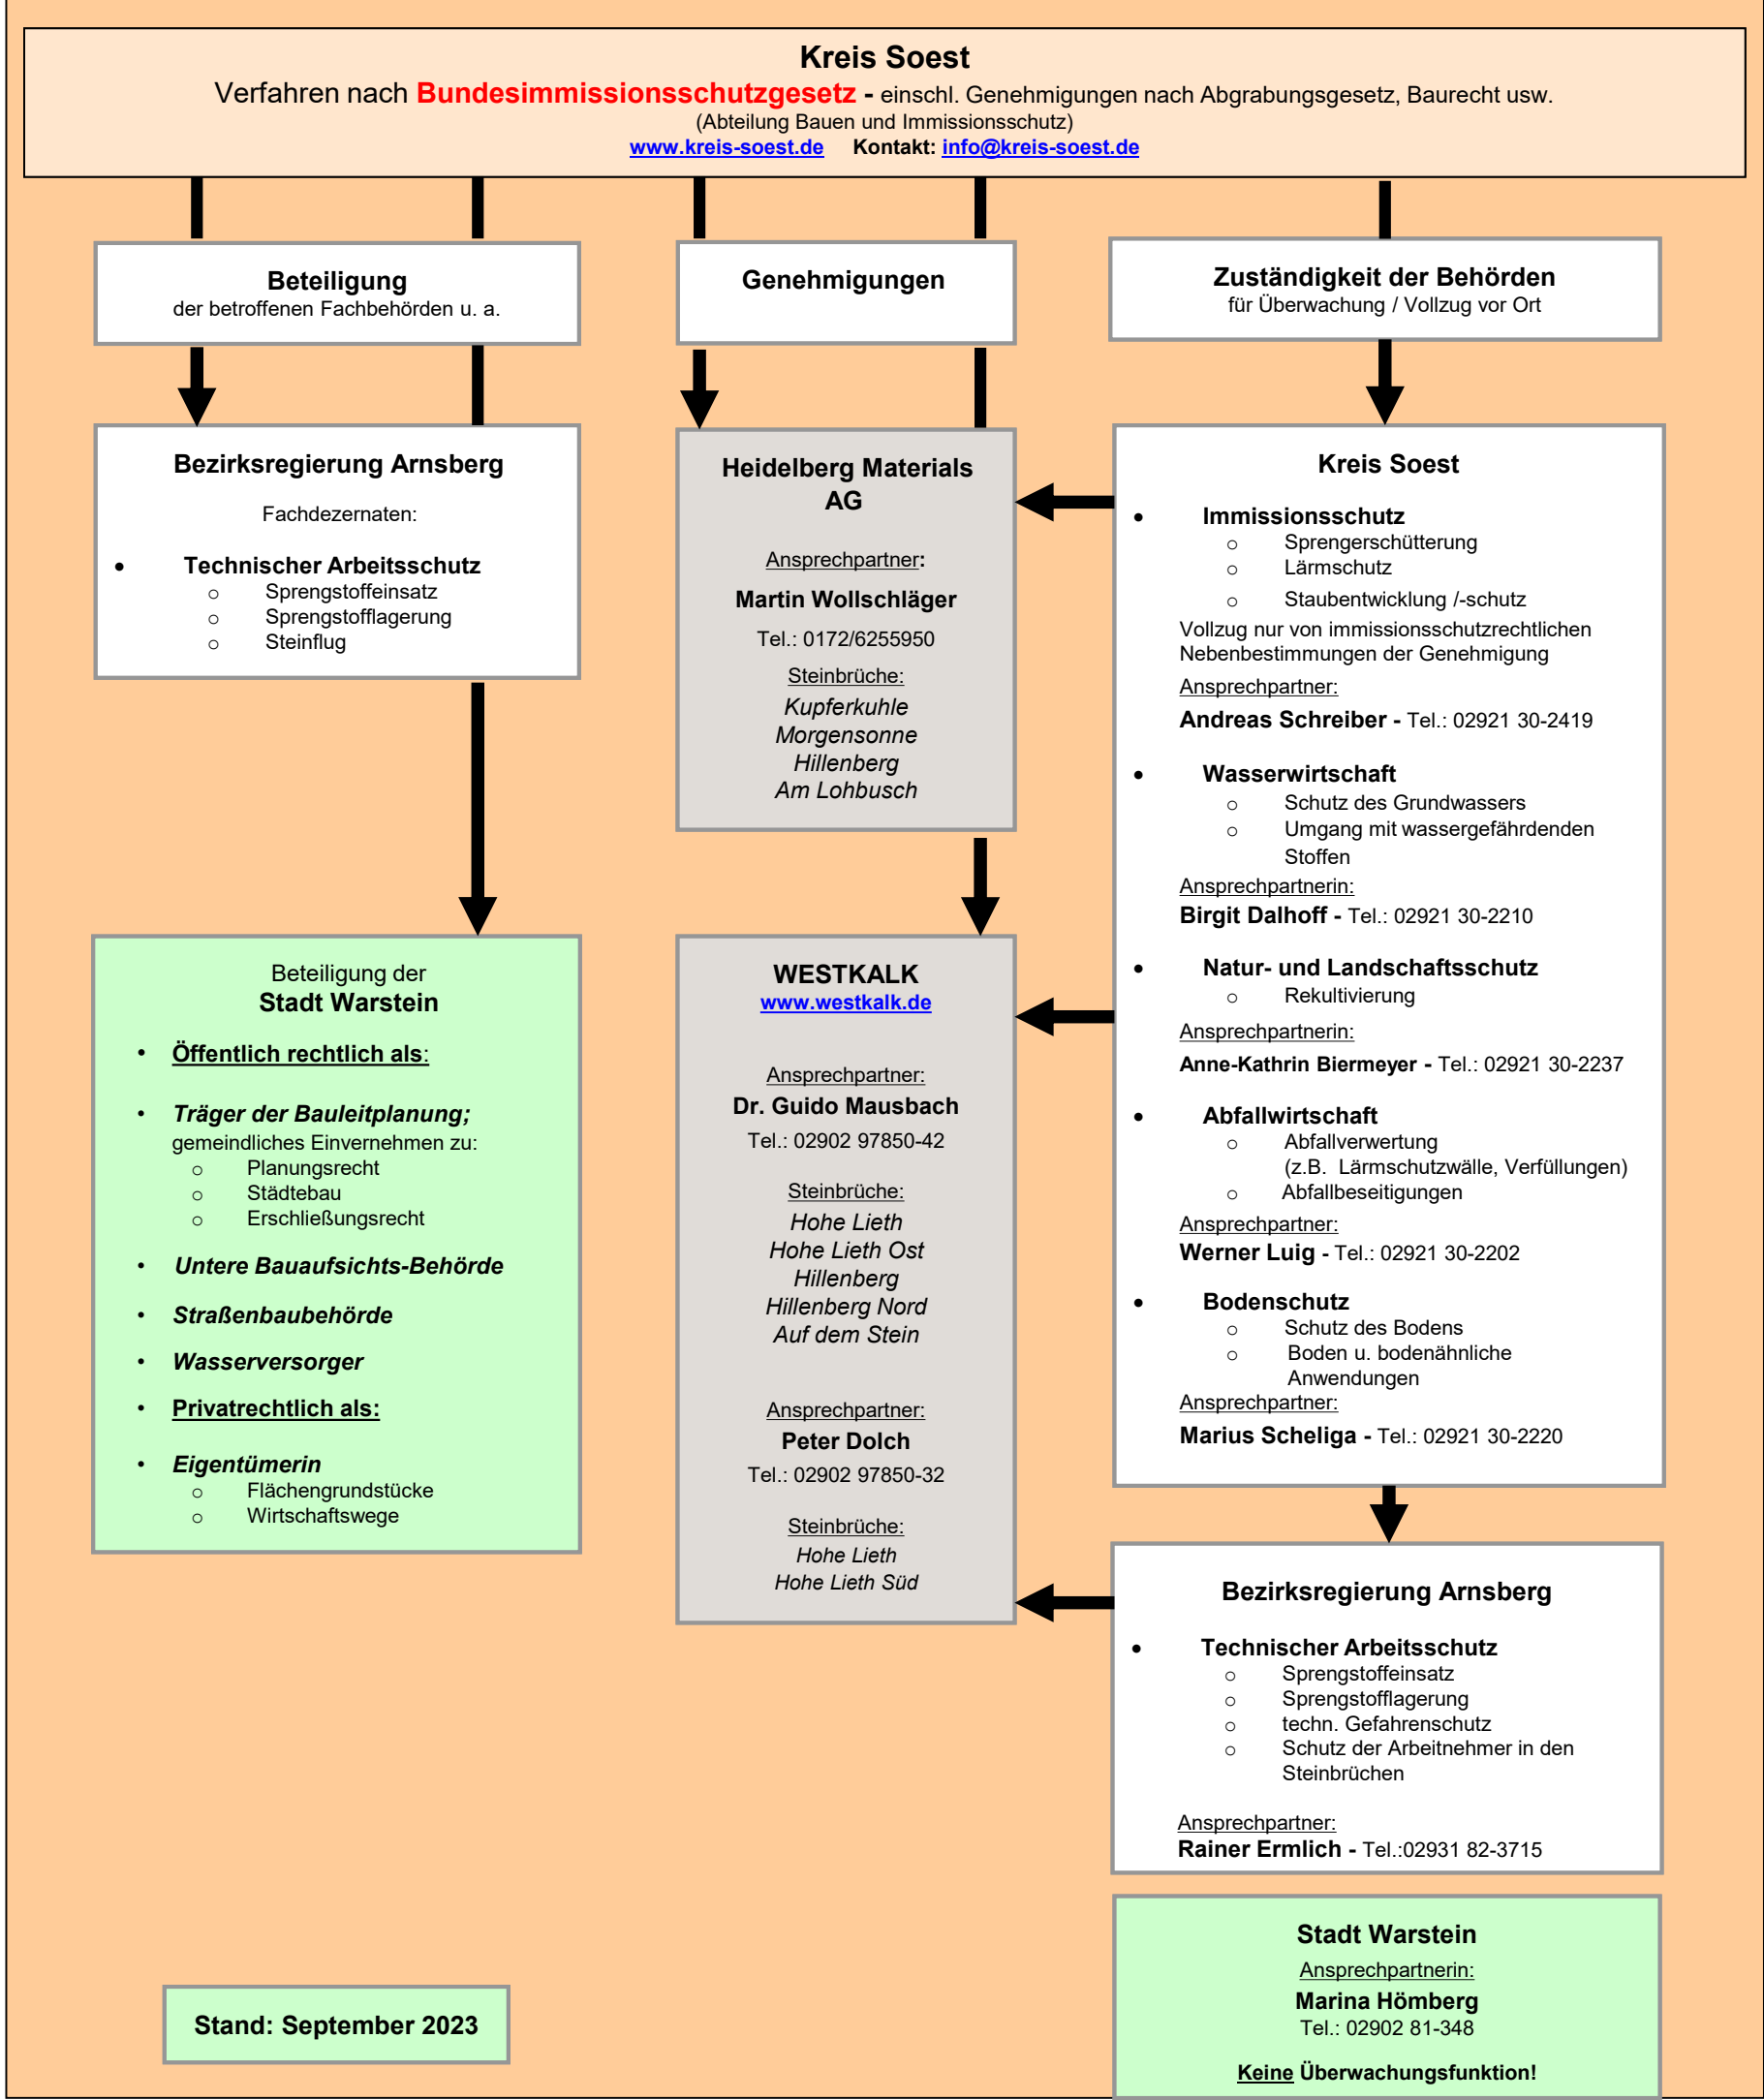 Kreis Soest
Verfahren nach Bundesimmissionsschutzgesetz - einschl. Genehmigungen nach Abgrabungsgesetz, Baurecht usw.
(Abteilung Bauen und Immissionsschutz)
www.kreis-soest.de Kontakt: info@kreis-soest.de
Beteiligung
der betroffenen Fachbehörden u. a.
Bezirksregierung Arnsberg
Fachdezernaten:
• Technischer Arbeitsschutz
o Sprengstoffeinsatz
o Sprengstofflagerung
o Steinflug
Beteiligung der
Stadt Warstein
• Öffentlich rechtlich als:
• Träger der Bauleitplanung;
gemeindliches Einvernehmen zu:
o Planungsrecht
o Städtebau
o Erschließungsrecht
• Untere Bauaufsichts-Behörde
• Straßenbaubehörde
• Wasserversorger
• Privatrechtlich als:
• Eigentümerin
o Flächengrundstücke
o Wirtschaftswege
Stand: September 2023
Genehmigungen
Heidelberg Materials
AG
Ansprechpartner:
Martin Wollschläger
Tel.: 0172/6255950
Steinbrüche:
Kupferkuhle
Morgensonne
Hillenberg
Am Lohbusch
WESTKALK
www.westkalk.de
Ansprechpartner:
Dr. Guido Mausbach
Tel.: 02902 97850-42
Steinbrüche:
Hohe Lieth
Hohe Lieth Ost
Hillenberg
Hillenberg Nord
Auf dem Stein
Ansprechpartner:
Peter Dolch
Tel.: 02902 97850-32
Steinbrüche:
Hohe Lieth
Hohe Lieth Süd
Zuständigkeit der Behörden
für Überwachung / Vollzug vor Ort
Kreis Soest
• Immissionsschutz
o Sprengerschütterung
o Lärmschutz
o Staubentwicklung /-schutz
Vollzug nur von immissionsschutzrechtlichen
Nebenbestimmungen der Genehmigung
Ansprechpartner:
Andreas Schreiber - Tel.: 02921 30-2419
• Wasserwirtschaft
o Schutz des Grundwassers
o Umgang mit wassergefährdenden
Stoffen
Ansprechpartnerin:
Birgit Dalhoff - Tel.: 02921 30-2210
• Natur- und Landschaftsschutz
o Rekultivierung
Ansprechpartnerin:
Anne-Kathrin Biermeyer - Tel.: 02921 30-2237
• Abfallwirtschaft
o Abfallverwertung
(z.B. Lärmschutzwälle, Verfüllungen)
o Abfallbeseitigungen
Ansprechpartner:
Werner Luig - Tel.: 02921 30-2202
• Bodenschutz
o Schutz des Bodens
o Boden u. bodenähnliche
Anwendungen
Ansprechpartner:
Marius Scheliga - Tel.: 02921 30-2220
Bezirksregierung Arnsberg
• Technischer Arbeitsschutz
o Sprengstoffeinsatz
o Sprengstofflagerung
o techn. Gefahrenschutz
o Schutz der Arbeitnehmer in den
Steinbrüchen
Ansprechpartner:
Rainer Ermlich - Tel.:02931 82-3715
Stadt Warstein
Ansprechpartnerin:
Marina Hömberg
Tel.: 02902 81-348
Keine Überwachungsfunktion!